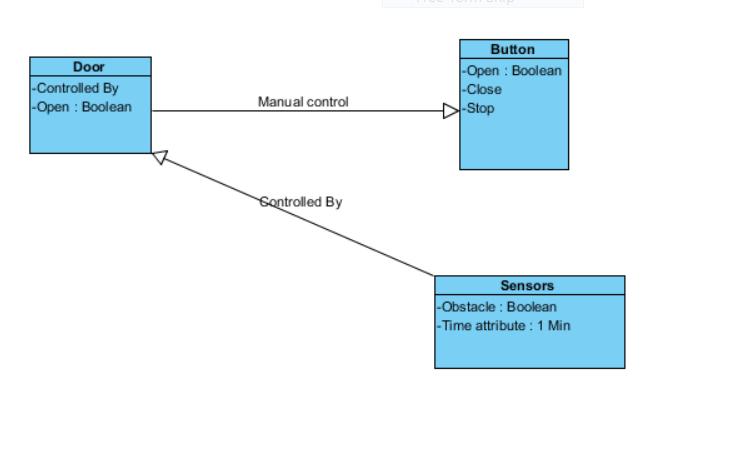 Door
-Controlled By
-Open : Boolean
Manual control
Button
-Open : Boolean
-Close
-Stop
Controlled By
Sensors
-Obstacle : Boolean
-Time attribute : 1 Min